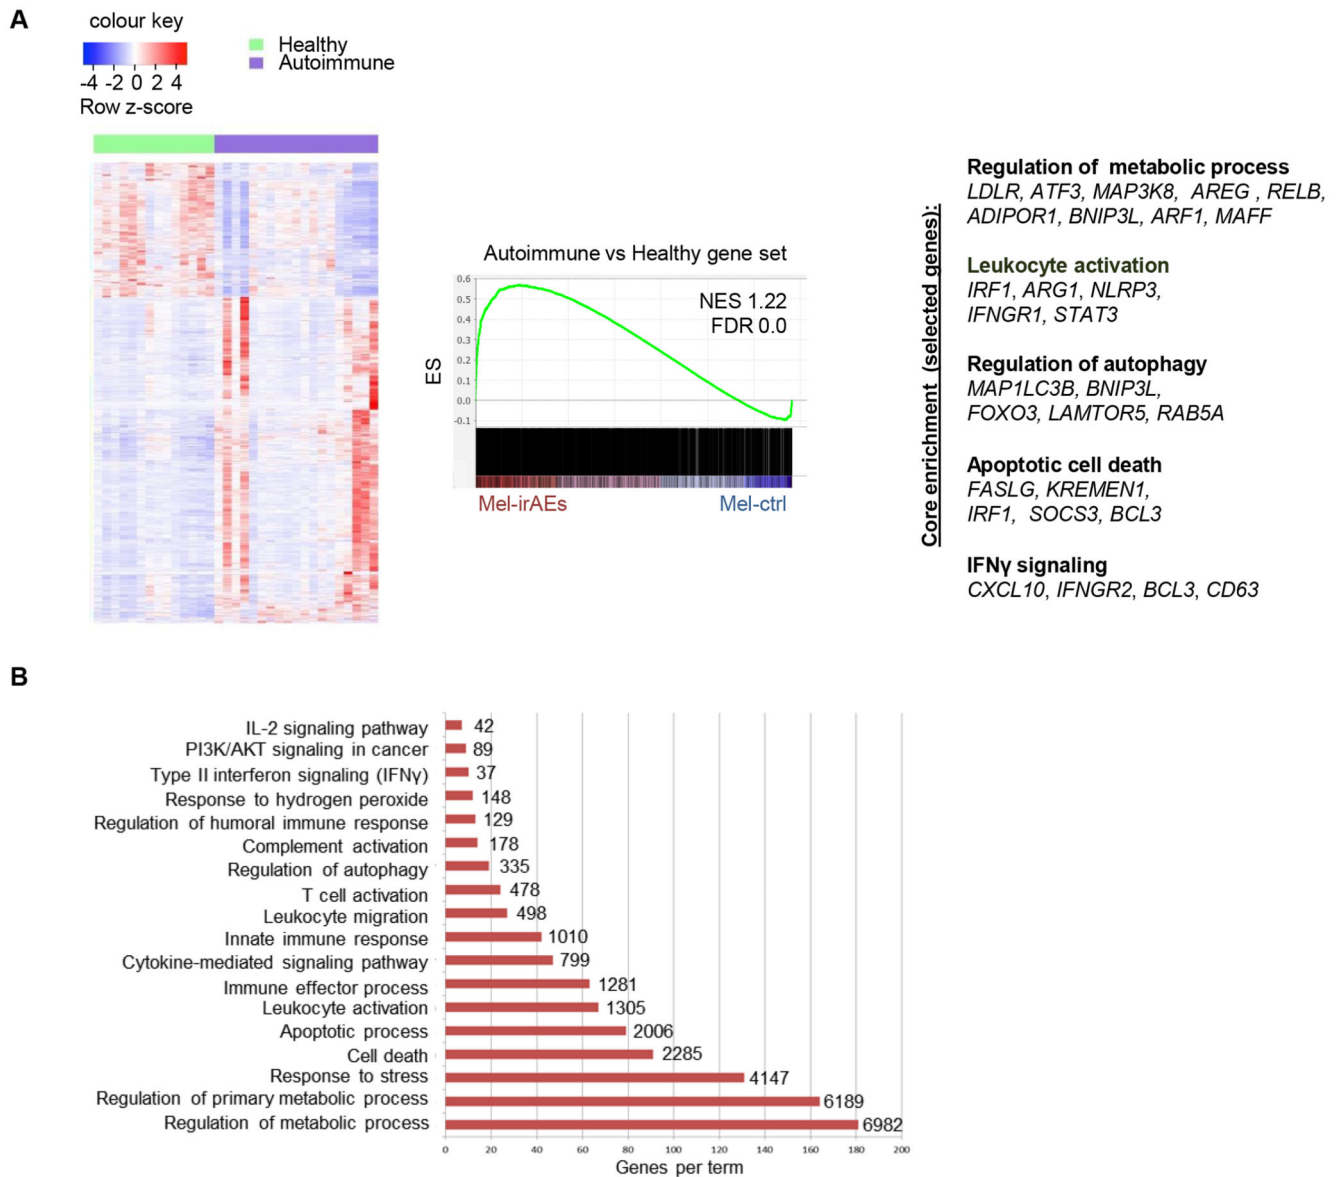 A
colour key
-4 -2 0 2 4
Row z-score
Healthy
Autoimmune
Autoimmune vs Healthy gene set
NES 1.22
FDR 0.0
ES
0.6
0.5
0.4
0.3
0.2
0.1
0.0
-0.1
Mel-irAEs
Mel-ctrl
Core enrichment (selected genes):
Regulation of metabolic process
LDLR, ATF3, MAP3K8, AREG , RELB,
ADIPOR1, BNIP3L, ARF1, MAFF
Leukocyte activation
IRF1, ARG1, NLRP3,
IFNGR1, STAT3
Regulation of autophagy
MAP1LC3B, BNIP3L,
FOXO3, LAMTOR5, RAB5A
Apoptotic cell death
FASLG, KREMEN1,
IRF1, SOCS3, BCL3
IFNγ signaling
CXCL10, IFNGR2, BCL3, CD63
B
IL-2 signaling pathway 42
PI3K/AKT signaling in cancer 89
Type II interferon signaling (IFNγ) 37
Response to hydrogen peroxide 148
Regulation of humoral immune response 129
Complement activation 178
Regulation of autophagy 335
T cell activation 478
Leukocyte migration 498
Innate immune response 1010
Cytokine-mediated signaling pathway 799
Immune effector process 1281
Leukocyte activation 1305
Apoptotic process 2006
Cell death 2285
Response to stress 4147
Regulation of primary metabolic process 6189
Regulation of metabolic process 6982
0 20 40 60 80 100 120 140 160 180 200
Genes per term